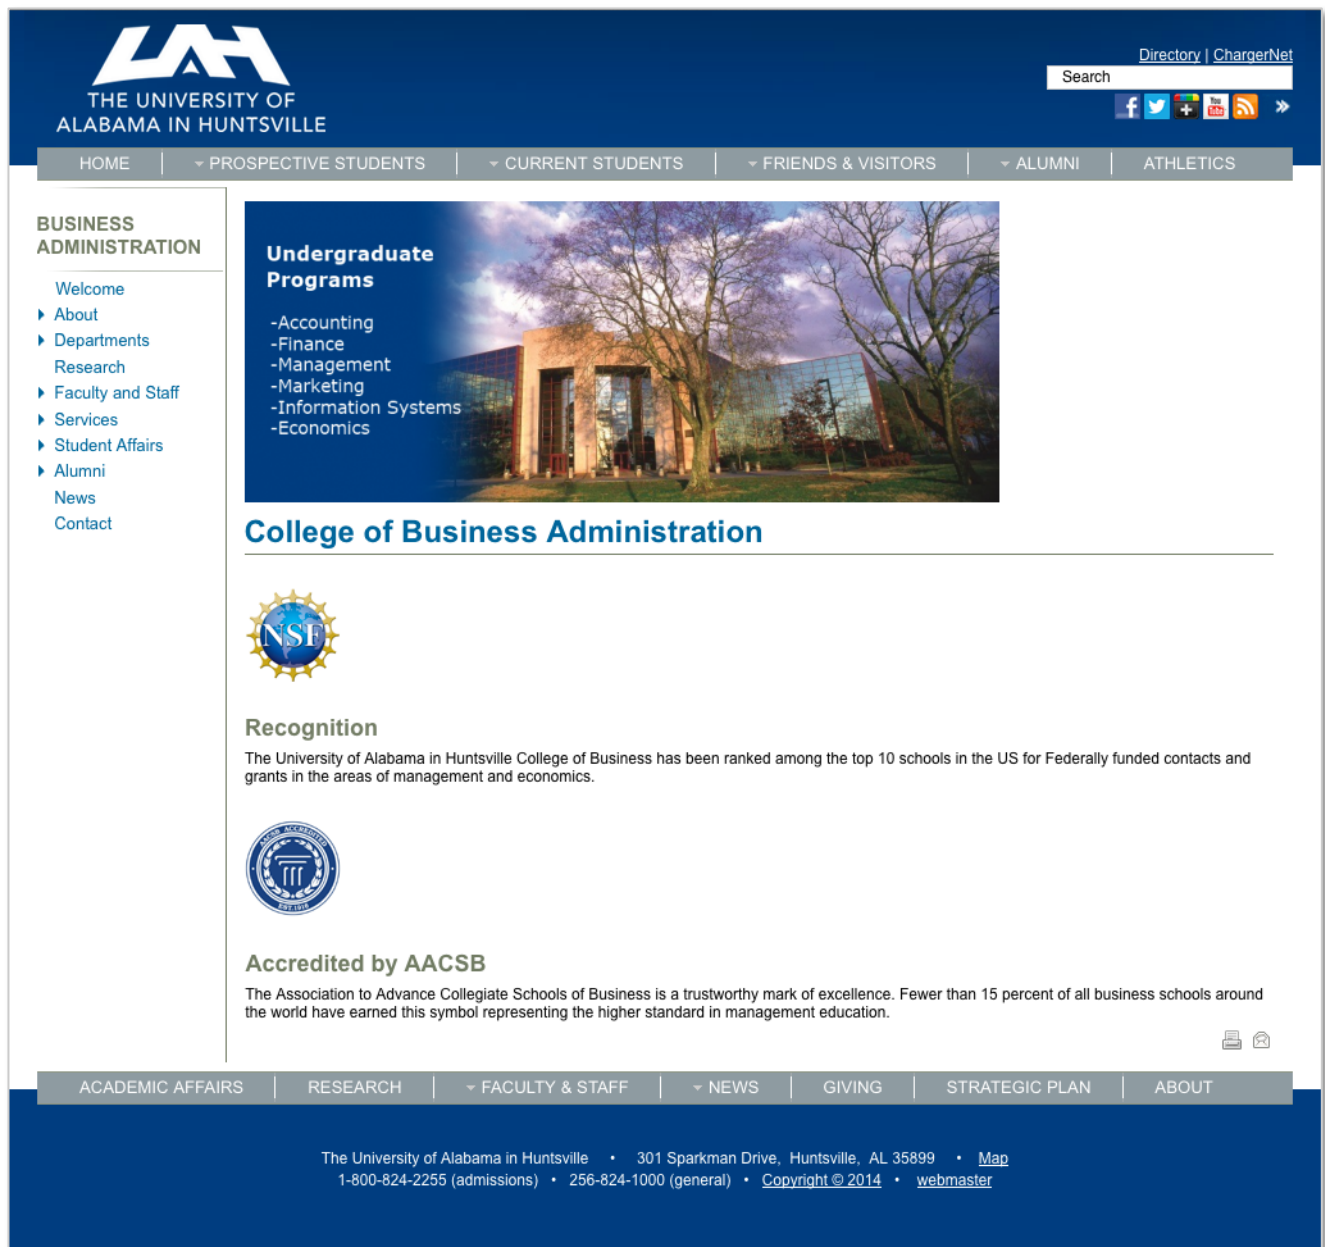 UAH
THE UNIVERSITY OF
ALABAMA IN HUNTSVILLE
Directory | ChargerNet
Search
You
Tube
HOME
PROSPECTIVE STUDENTS
CURRENT STUDENTS
FRIENDS & VISITORS
ALUMNI
ATHLETICS
BUSINESS
ADMINISTRATION
Welcome
About
Departments
Research
Faculty and Staff
Services
Student Affairs
Alumni
News
Contact
Undergraduate
Programs
-Accounting
-Finance
-Management
-Marketing
-Information Systems
-Economics
College of Business Administration
NSF
Recognition
The University of Alabama in Huntsville College of Business has been ranked among the top 10 schools in the US for Federally funded contacts and
grants in the areas of management and economics.
AACSB ACCREDITED
EST.1916
Accredited by AACSB
The Association to Advance Collegiate Schools of Business is a trustworthy mark of excellence. Fewer than 15 percent of all business schools around
the world have earned this symbol representing the higher standard in management education.
ACADEMIC AFFAIRS
RESEARCH
FACULTY & STAFF
NEWS
GIVING
STRATEGIC PLAN
ABOUT
The University of Alabama in Huntsville • 301 Sparkman Drive, Huntsville, AL 35899 • Map
1-800-824-2255 (admissions) • 256-824-1000 (general) • Copyright © 2014 • webmaster